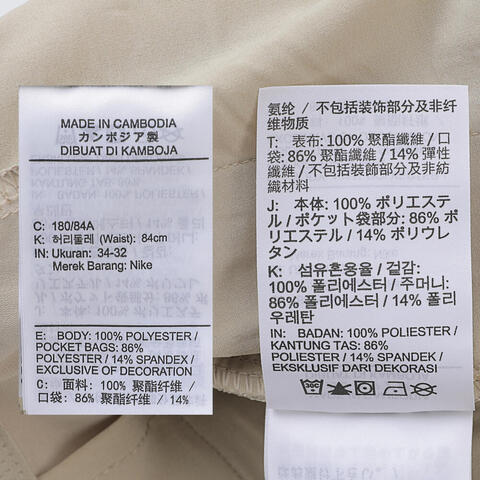 MADE IN CAMBODIA
カンボジア製
DIBUAT DI KAMBOJA
C: 180/84A
K: 허리둘레 (Waist): 84cm
IN: Ukuran: 34-32
Merek Barang: Nike
E: BODY: 100% POLYESTER /
POCKET BAGS: 86%
POLYESTER / 14% SPANDEX /
EXCLUSIVE OF DECORATION
C: 面料: 100% 聚酯纤维 /
口袋: 86% 聚酯纤维 / 14%
氨纶 / 不包括装饰部分及非纤
维物质
T: 表布: 100% 聚酯纖維 / 口
袋: 86% 聚酯纖維 / 14% 彈性
纖維 / 不包括裝飾部分及非紡
織材料
J: 本体: 100% ポリエステ
ル / ポケット袋部分: 86% ポ
リエステル / 14% ポリウレ
タン
K: 섬유혼용율 / 겉감:
100% 폴리에스터 / 주머니:
86% 폴리에스터 / 14% 폴리
우레탄
IN: BADAN: 100% POLIESTER /
KANTUNG TAS: 86%
POLIESTER / 14% SPANDEX /
EKSKLUSIF DARI DEKORASI